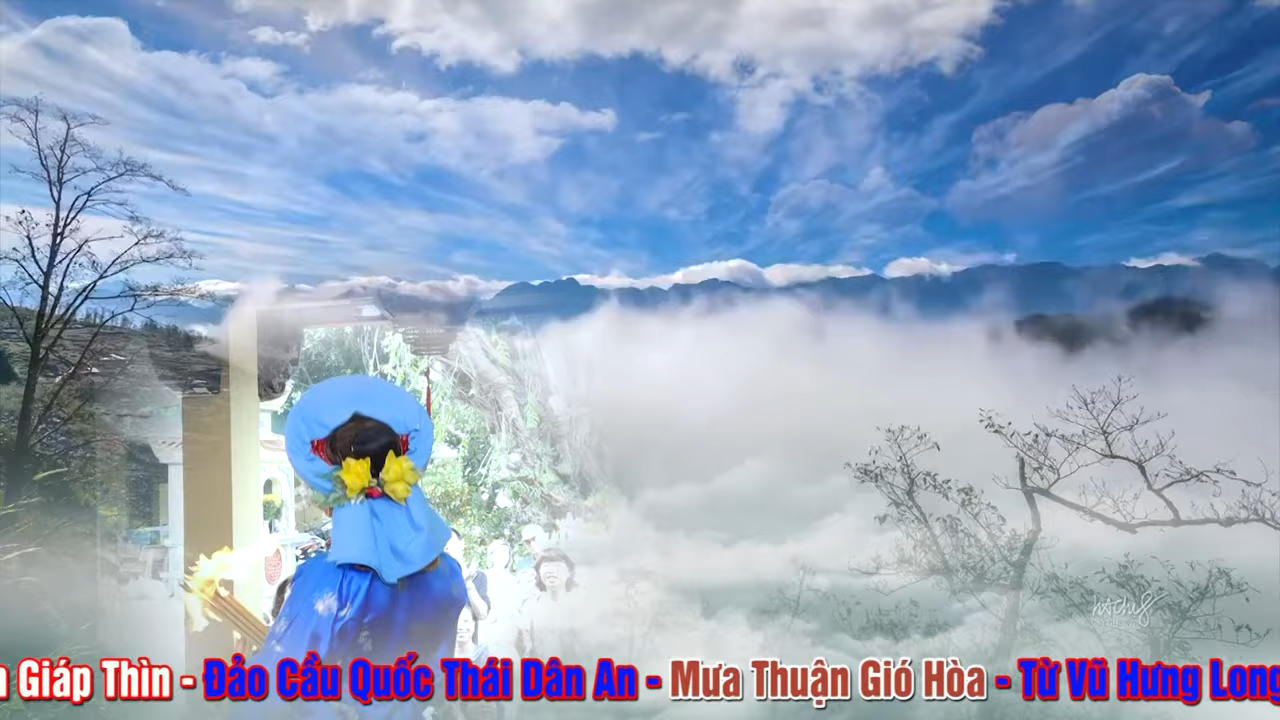 Giáp Thìn - Đảo Cầu Quốc Thái Dân An - Mưa Thuận Gió Hòa - Từ Vũ Hưng Long